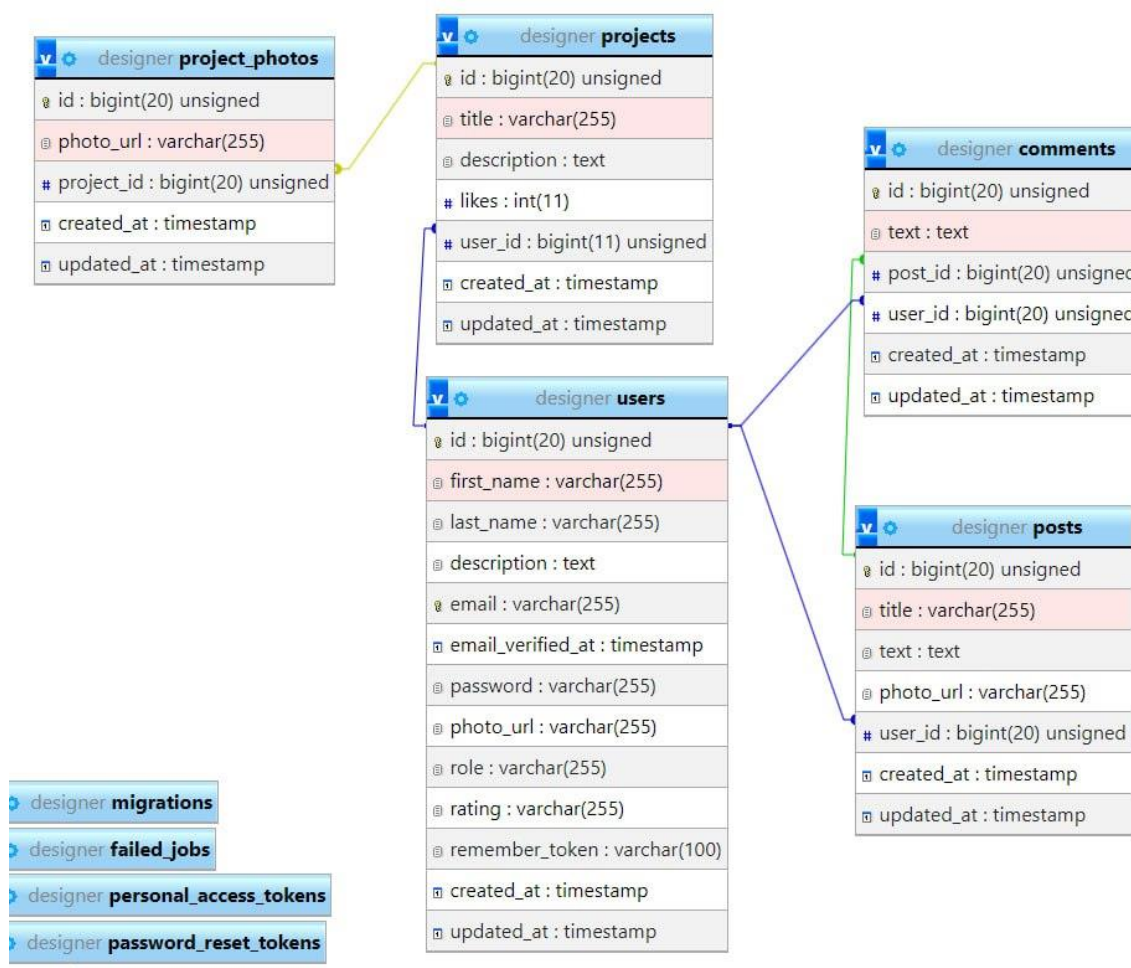 designer project_photos
id : bigint(20) unsigned
photo_url : varchar(255)
project_id : bigint(20) unsigned
created_at : timestamp
updated_at : timestamp
designer projects
id : bigint(20) unsigned
title : varchar(255)
description : text
likes : int(11)
user_id : bigint(11) unsigned
created_at : timestamp
updated_at : timestamp
designer comments
id : bigint(20) unsigned
text : text
post_id : bigint(20) unsigned
user_id : bigint(20) unsigned
created_at : timestamp
updated_at : timestamp
designer users
id : bigint(20) unsigned
first_name : varchar(255)
last_name : varchar(255)
description : text
email : varchar(255)
email_verified_at : timestamp
password : varchar(255)
photo_url : varchar(255)
role : varchar(255)
rating : varchar(255)
remember_token : varchar(100)
created_at : timestamp
updated_at : timestamp
designer posts
id : bigint(20) unsigned
title : varchar(255)
text : text
photo_url : varchar(255)
user_id : bigint(20) unsigned
created_at : timestamp
updated_at : timestamp
designer migrations
designer failed_jobs
designer personal_access_tokens
designer password_reset_tokens